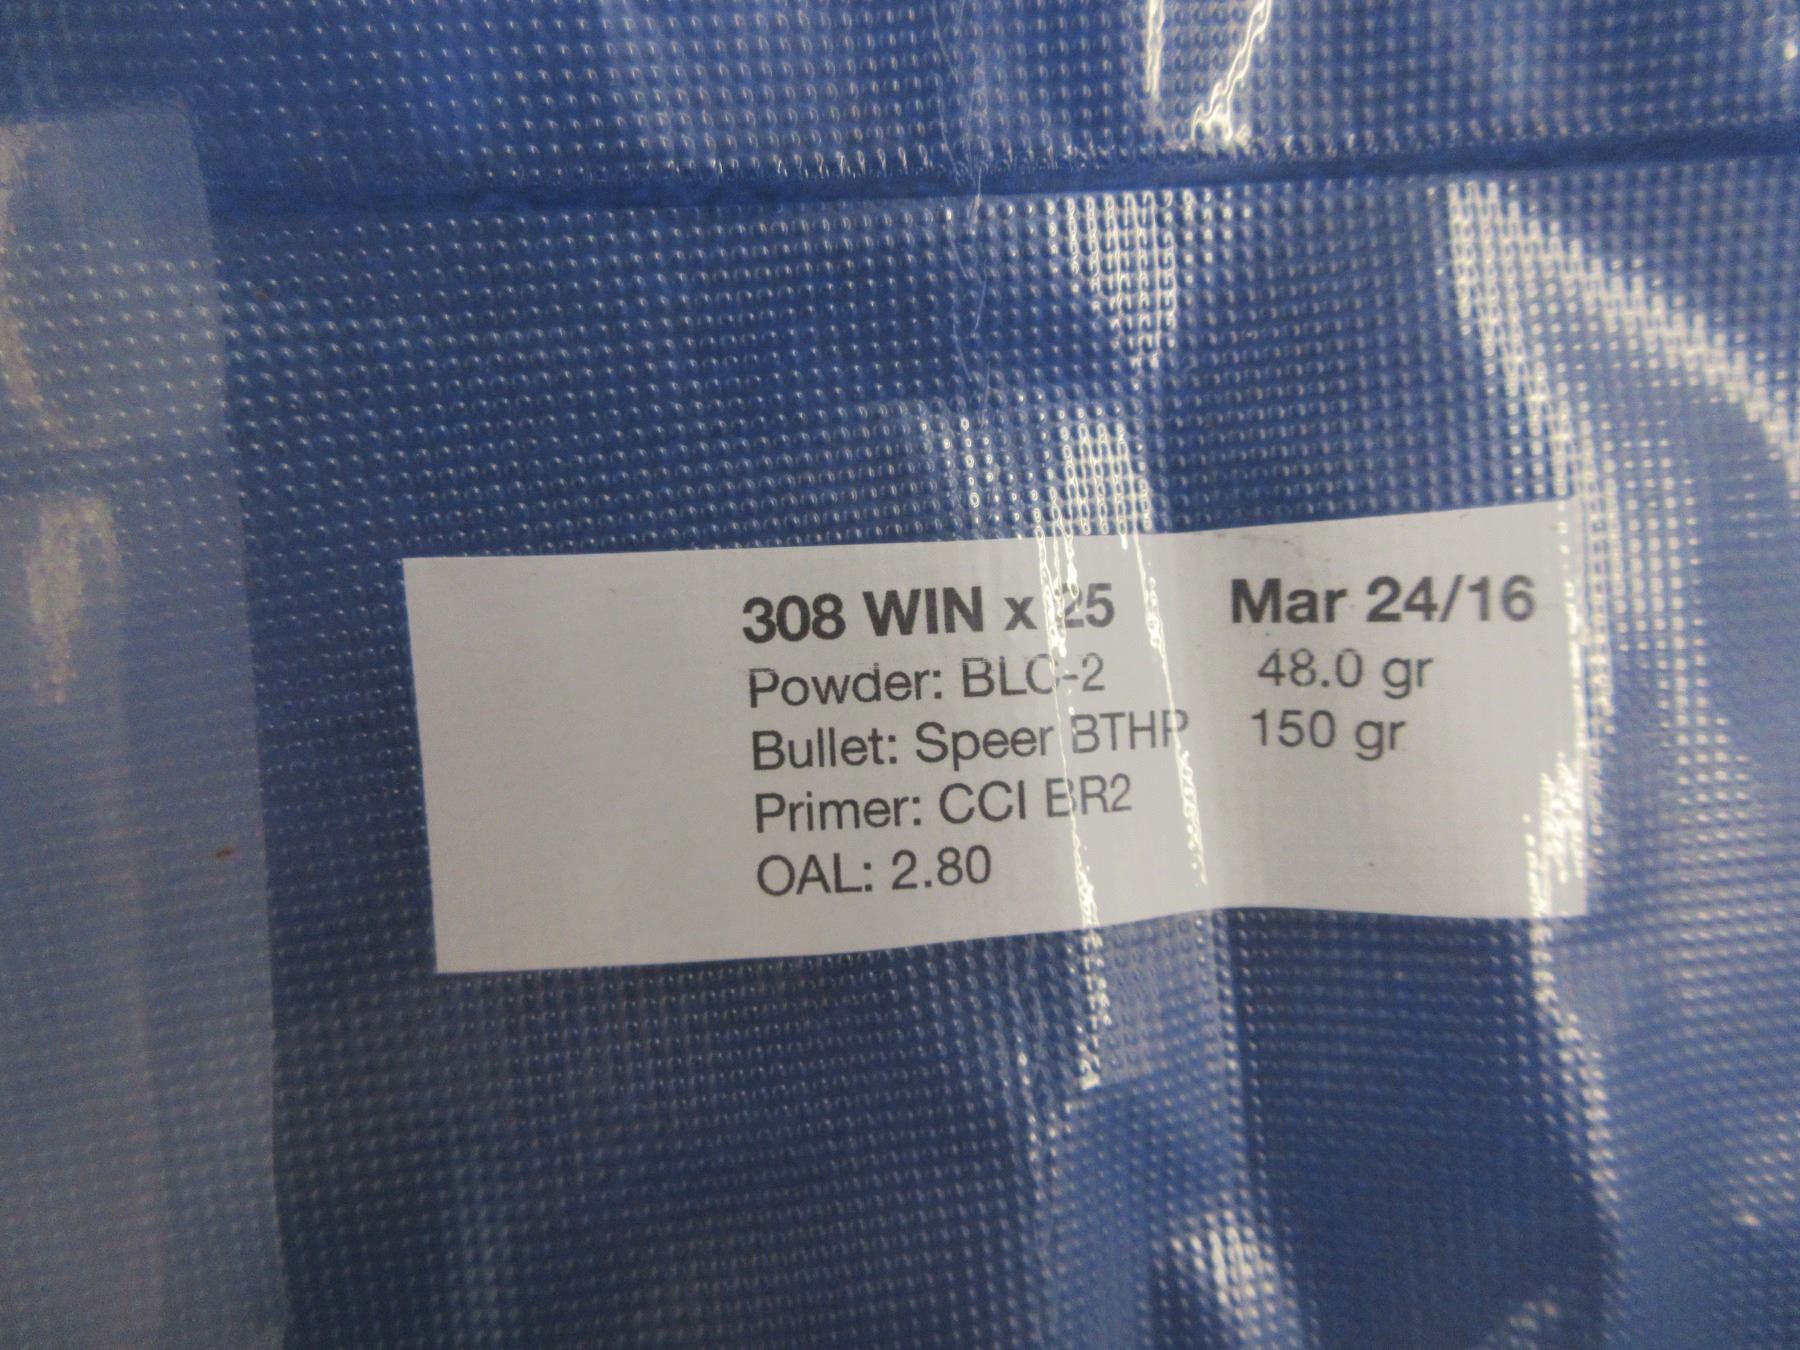 308 WIN x 25 Mar 24/16
Powder: BLC-2 48.0 gr
Bullet: Speer BTHP 150 gr
Primer: CCI BR2
OAL: 2.80